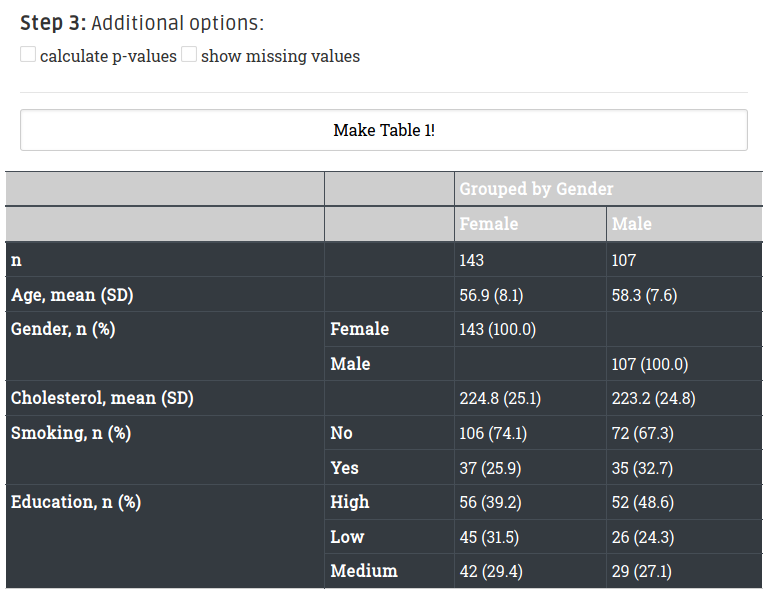 Step 3: Additional options:
calculate p-values show missing values
Make Table 1!
Grouped by Gender
Female Male
n 143 107
Age, mean (SD) 56.9 (8.1) 58.3 (7.6)
Gender, n (%) Female 143 (100.0)
Male 107 (100.0)
Cholesterol, mean (SD) 224.8 (25.1) 223.2 (24.8)
Smoking, n (%) No 106 (74.1) 72 (67.3)
Yes 37 (25.9) 35 (32.7)
Education, n (%) High 56 (39.2) 52 (48.6)
Low 45 (31.5) 26 (24.3)
Medium 42 (29.4) 29 (27.1)